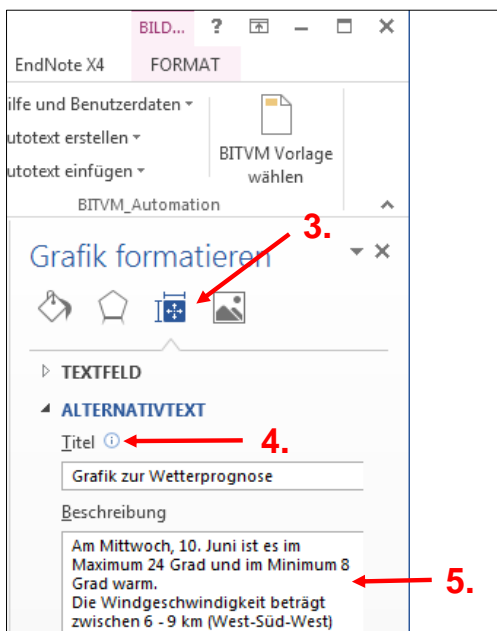 BILD... ?
EndNote X4 FORMAT
ilfe und Benutzerdaten
utotext erstellen
utotext einfügen
BITVM Vorlage
wählen
BITVM_Automation
3.
Grafik formatieren
TEXTFELD
ALTERNATIVTEXT
Titel
4.
Grafik zur Wetterprognose
Beschreibung
Am Mittwoch, 10. Juni ist es im
Maximum 24 Grad und im Minimum 8
Grad warm.
5.
Die Windgeschwindigkeit beträgt
zwischen 6 - 9 km (West-Süd-West)